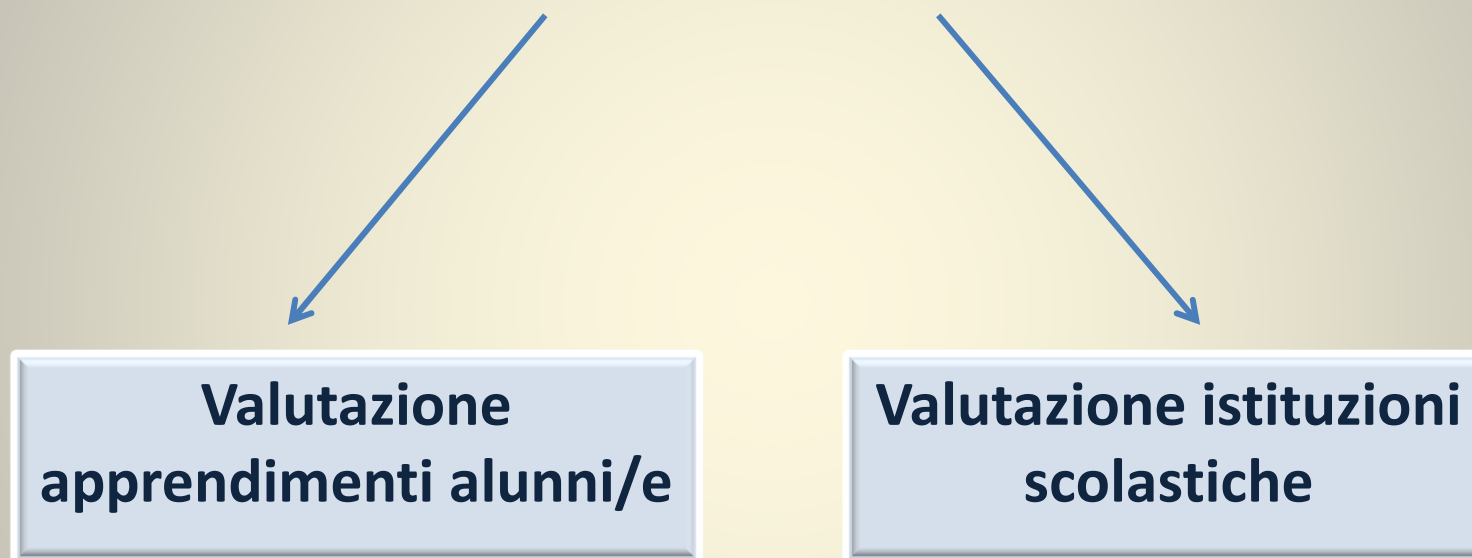 Valutazione
apprendimenti alunni/e
Valutazione istituzioni
scolastiche